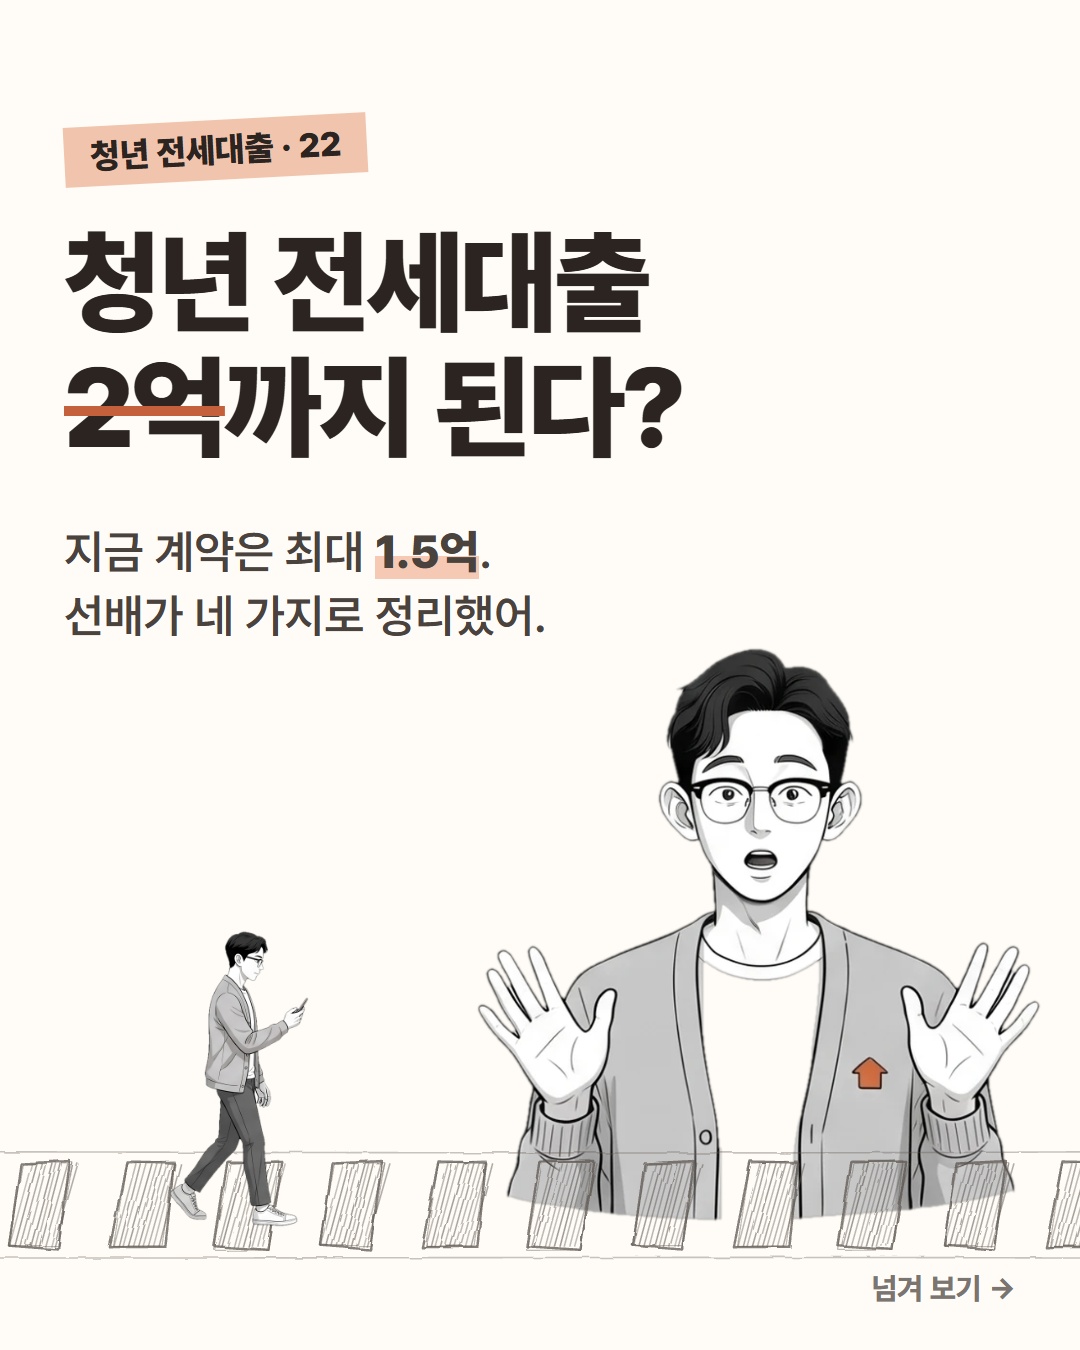 청년 전세대출 · 22
청년 전세대출
2억까지 된다?
지금 계약은 최대 1.5억.
선배가 네 가지로 정리했어.
넘겨 보기 →